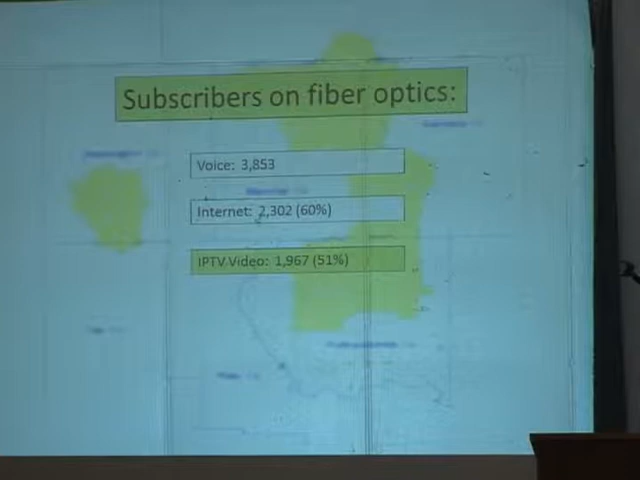 Subscribers on fiber optics:
Voice: 3,853
Internet: 2,302 (60%)
IPTV Video: 1,967 (51%)